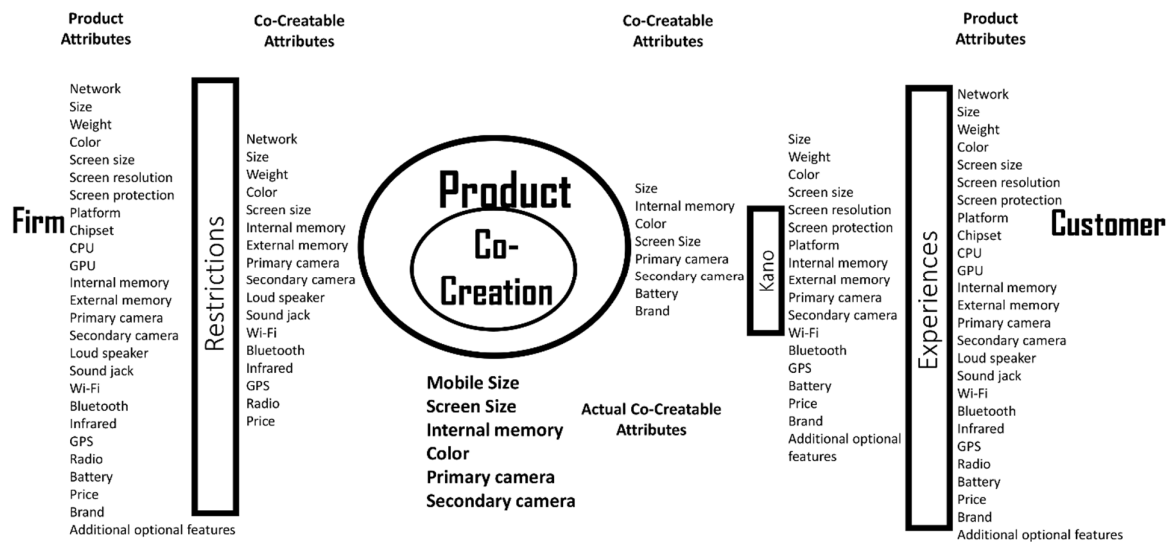 Product
Attributes
Co-Creatable
Attributes
Co-Creatable
Attributes
Product
Attributes
Firm
Network
Size
Weight
Color
Screen size
Screen resolution
Screen protection
Platform
Chipset
CPU
GPU
Internal memory
External memory
Primary camera
Secondary camera
Loud speaker
Sound jack
Wi-Fi
Bluetooth
Infrared
GPS
Radio
Battery
Price
Brand
Additional optional features
Restrictions
Network
Size
Weight
Color
Screen size
Internal memory
External memory
Primary camera
Secondary camera
Loud speaker
Sound jack
Wi-Fi
Bluetooth
Infrared
GPS
Radio
Price
Product
Co-
Creation
Mobile Size
Screen Size
Internal memory
Color
Primary camera
Secondary camera
Actual Co-Creatable
Attributes
Size
Internal memory
Color
Screen Size
Primary camera
Secondary camera
Battery
Brand
Kano
Size
Weight
Color
Screen size
Screen resolution
Screen protection
Platform
Internal memory
External memory
Primary camera
Secondary camera
Wi-Fi
Bluetooth
GPS
Battery
Price
Brand
Additional optional
features
Experiences
Network
Size
Weight
Color
Screen size
Screen resolution
Screen protection
Platform
Chipset
CPU
GPU
Internal memory
External memory
Primary camera
Secondary camera
Loud speaker
Sound jack
Wi-Fi
Bluetooth
Infrared
GPS
Radio
Battery
Price
Brand
Additional optional features
Customer